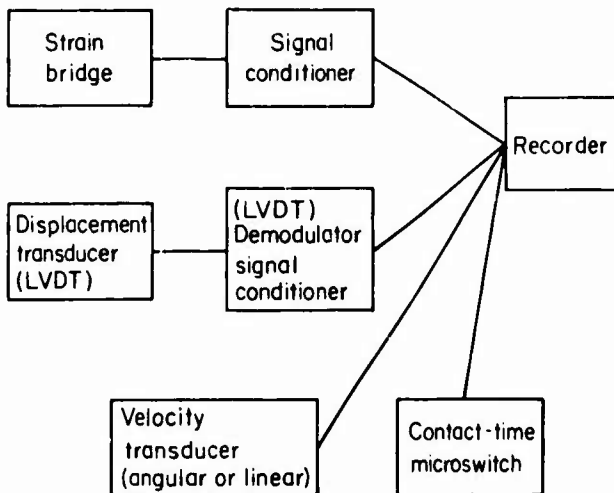 Strain
bridge
Signal
conditioner
Recorder
Displacement
transducer
(LVDT)
(LVDT)
Demodulator
signal
conditioner
Velocity
transducer
(angular or linear)
Contact-time
microswitch